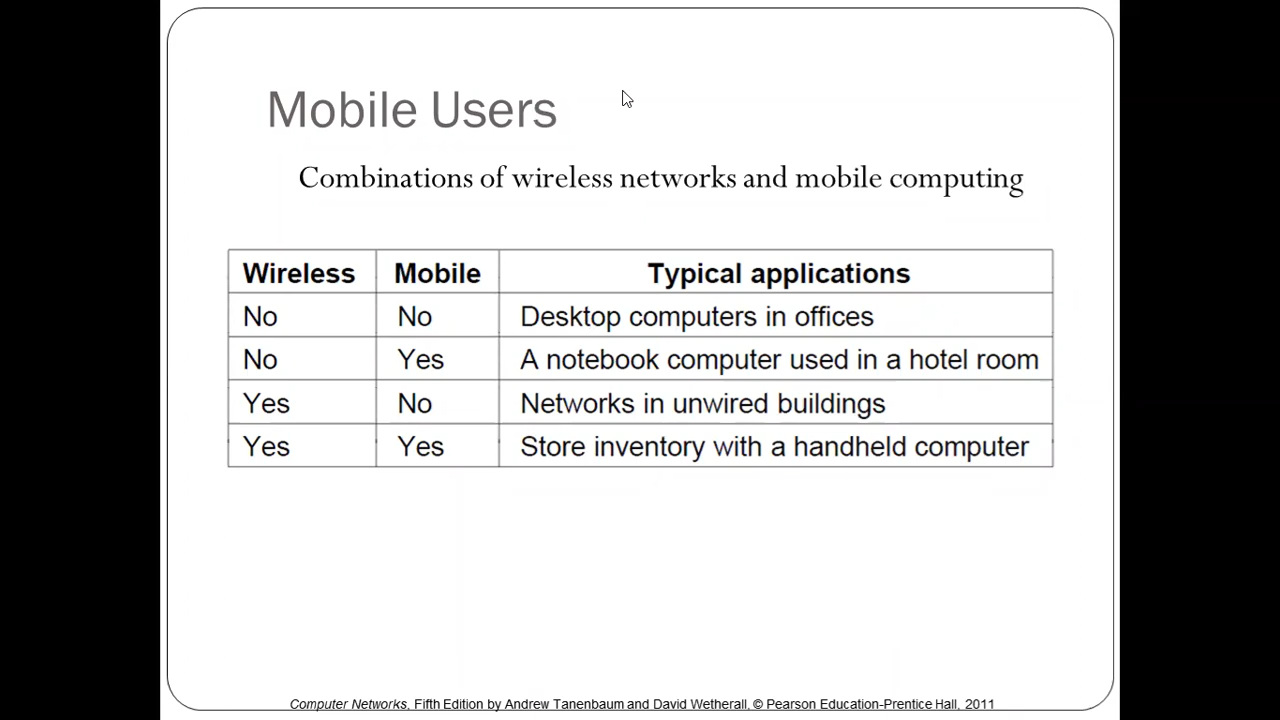 Mobile Users
Combinations of wireless networks and mobile computing
Wireless Mobile Typical applications
No No Desktop computers in offices
No Yes A notebook computer used in a hotel room
Yes No Networks in unwired buildings
Yes Yes Store inventory with a handheld computer
Computer Networks, Fifth Edition by Andrew Tanenbaum and David Wetherall, © Pearson Education-Prentice Hall, 2011